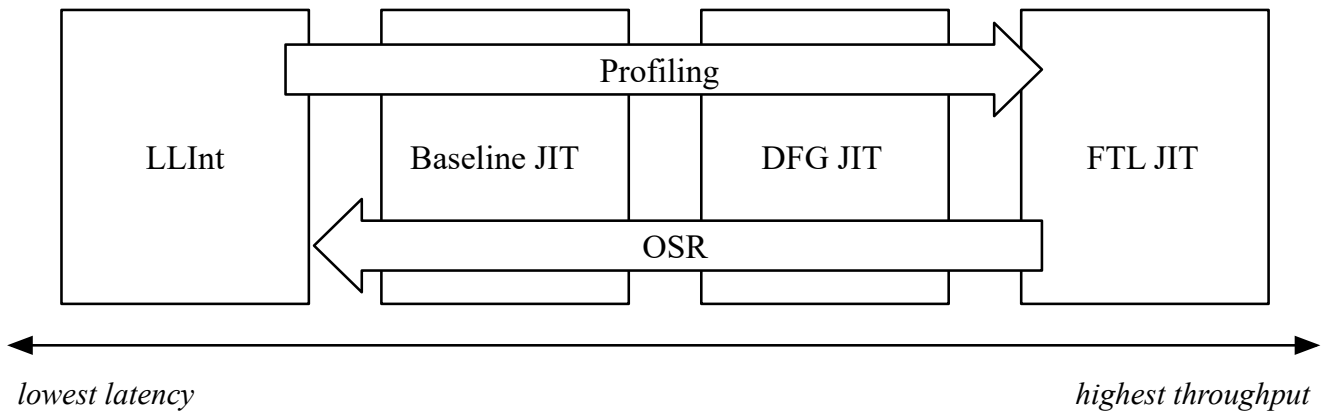 Profiling
LLInt
Baseline JIT
DFG JIT
FTL JIT
OSR
lowest latency
highest throughput